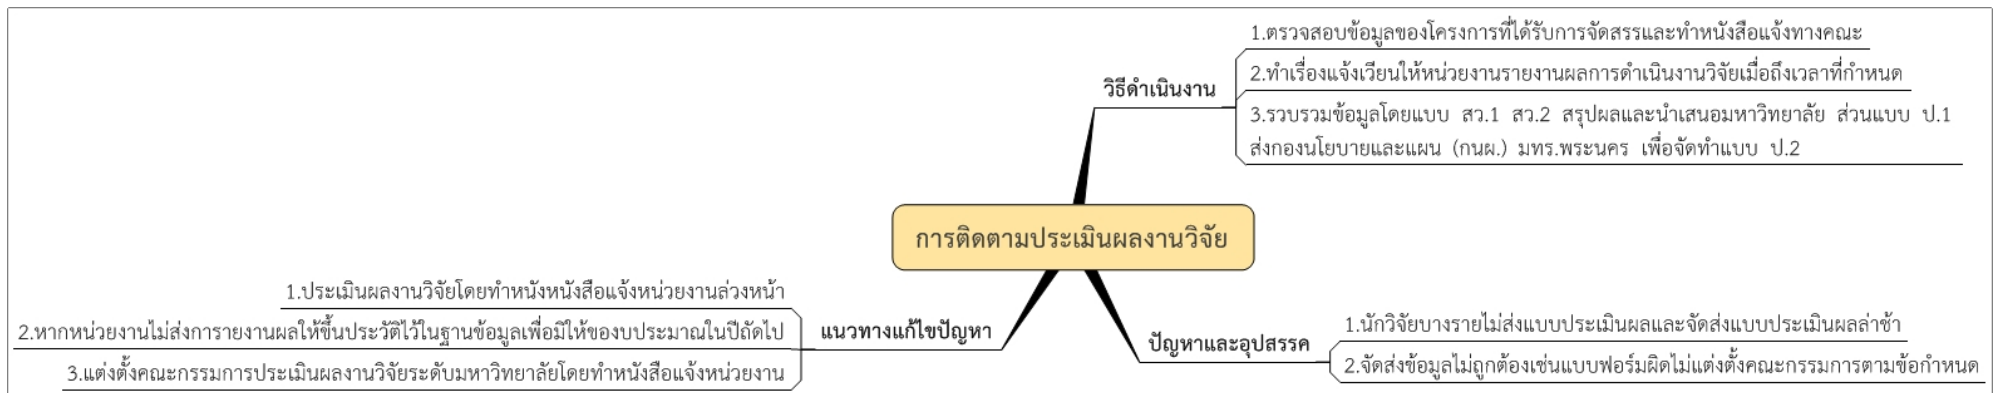 1.ตรวจสอบข้อมูลของโครงการที่ได้รับการจัดสรรและทำหนังสือแจ้งทางคณะ
วิธีดำเนินงาน
2.ทำเรื่องแจ้งเวียนให้หน่วยงานรายงานผลการดำเนินงานวิจัยเมื่อถึงเวลาที่กำหนด
3.รวบรวมข้อมูลโดยแบบ สว.1 สว.2 สรุปผลและนำเสนอมหาวิทยาลัย ส่วนแบบ ป.1
ส่งกองนโยบายและแผน (กนผ.) มทร.พระนคร เพื่อจัดทำแบบ ป.2
การติดตามประเมินผลงานวิจัย
1.ประเมินผลงานวิจัยโดยทำหนังหนังสือแจ้งหน่วยงานล่วงหน้า
2.หากหน่วยงานไม่ส่งการายงานผลให้ขึ้นประวัติไว้ในฐานข้อมูลเพื่อมิให้ของบประมาณในปีถัดไป
แนวทางแก้ไขปัญหา
3.แต่งตั้งคณะกรรมการประเมินผลงานวิจัยระดับมหาวิทยาลัยโดยทำหนังสือแจ้งหน่วยงาน
ปัญหาและอุปสรรค
1.นักวิจัยบางรายไม่ส่งแบบประเมินผลและจัดส่งแบบประเมินผลล่าช้า
2.จัดส่งข้อมูลไม่ถูกต้องเช่นแบบฟอร์มผิดไม่แต่งตั้งคณะกรรมการตามข้อกำหนด